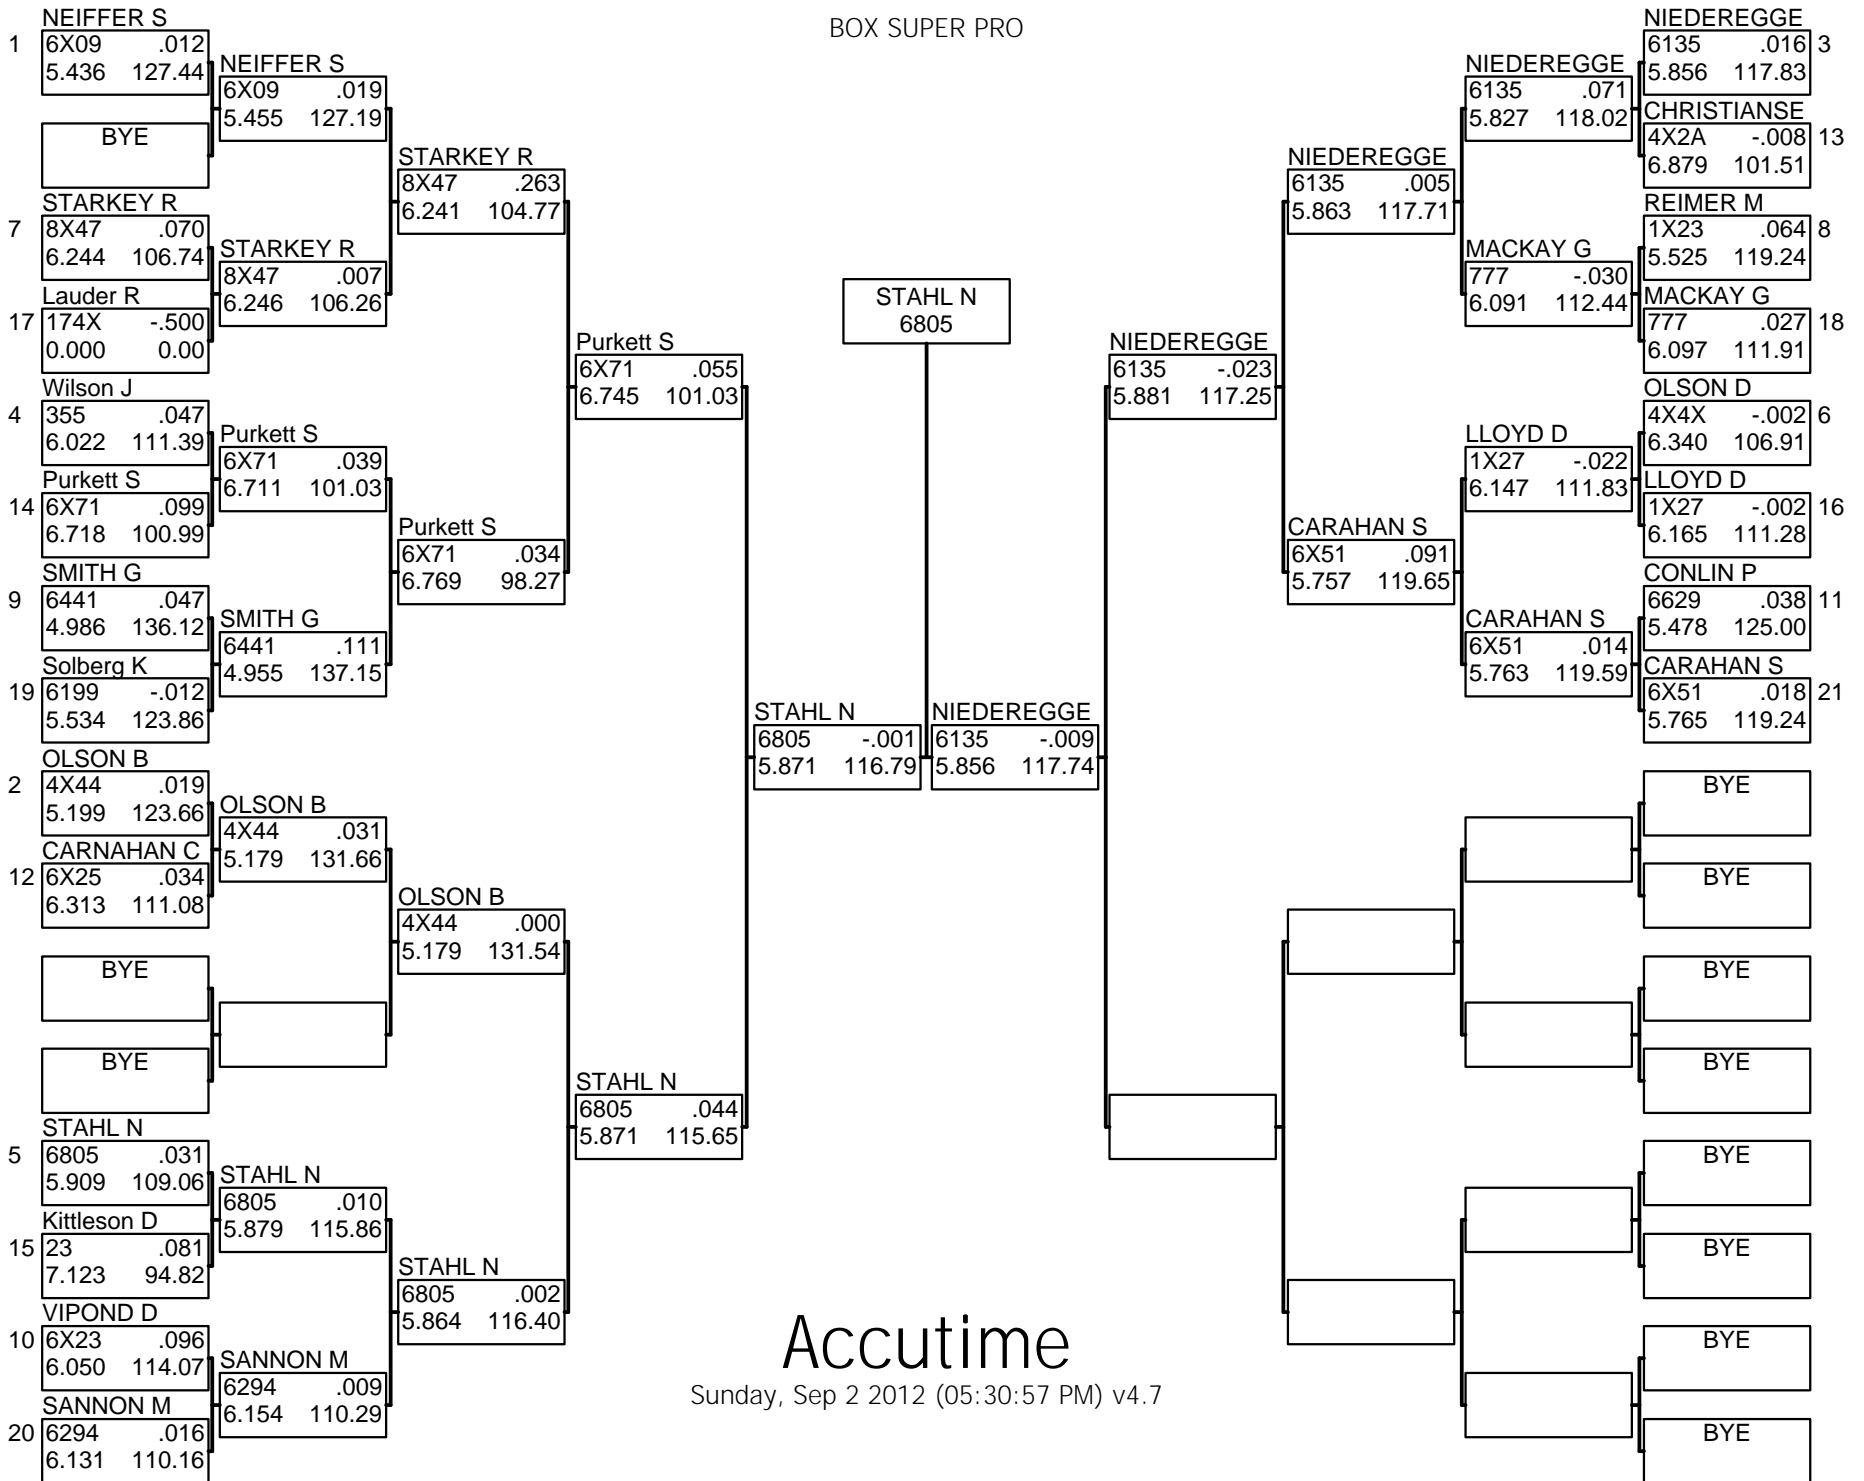 BOX SUPER PRO
NEIFFER S
1 6X09 .012
5.436 127.44
BYE
STARKEY R
7 8X47 .070
6.244 106.74
Lauder R
17 174X -.500
0.000 0.00
Wilson J
4 355 .047
6.022 111.39
Purkett S
14 6X71 .099
6.718 100.99
SMITH G
9 6441 .047
4.986 136.12
Solberg K
19 6199 -.012
5.534 123.86
OLSON B
2 4X44 .019
5.199 123.66
CARNAHAN C
12 6X25 .034
6.313 111.08
BYE
BYE
STAHL N
5 6805 .031
5.909 109.06
Kittleson D
15 23 .081
7.123 94.82
VIPOND D
10 6X23 .096
6.050 114.07
SANNON M
20 6294 .016
6.131 110.16
NEIFFER S
6X09 .019
5.455 127.19
STARKEY R
8X47 .007
6.246 106.26
Purkett S
6X71 .039
6.711 101.03
SMITH G
6441 .111
4.955 137.15
OLSON B
4X44 .031
5.179 131.66
STAHL N
6805 .010
5.879 115.86
SANNON M
6294 .009
6.154 110.29
STARKEY R
8X47 .263
6.241 104.77
Purkett S
6X71 .034
6.769 98.27
OLSON B
4X44 .000
5.179 131.54
STAHL N
6805 .002
5.864 116.40
Purkett S
6X71 .055
6.745 101.03
STAHL N
6805 .044
5.871 115.65
STAHL N
6805 -.001
5.871 116.79
STAHL N
6805
NIEDEREGGE
6135 -.009
5.856 117.74
NIEDEREGGE
6135 -.023
5.881 117.25
NIEDEREGGE
6135 .005
5.863 117.71
CARAHAN S
6X51 .091
5.757 119.65
NIEDEREGGE
6135 .071
5.827 118.02
MACKAY G
777 -.030
6.091 112.44
LLOYD D
1X27 -.022
6.147 111.83
CARAHAN S
6X51 .014
5.763 119.59
NIEDEREGGE
6135 .016 3
5.856 117.83
CHRISTIANSE
4X2A -.008 13
6.879 101.51
REIMER M
1X23 .064 8
5.525 119.24
MACKAY G
777 .027 18
6.097 111.91
OLSON D
4X4X -.002 6
6.340 106.91
LLOYD D
1X27 -.002 16
6.165 111.28
CONLIN P
6629 .038 11
5.478 125.00
CARAHAN S
6X51 .018 21
5.765 119.24
BYE
BYE
BYE
BYE
BYE
BYE
BYE
BYE
Accutime
Sunday, Sep 2 2012 (05:30:57 PM) v4.7